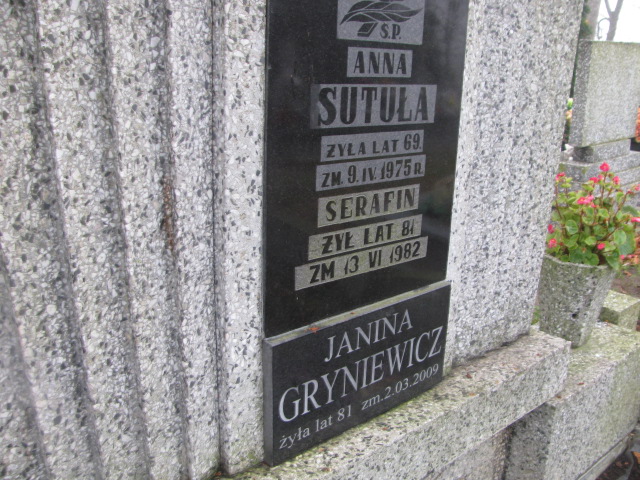 Ś.P.
ANNA
SUTUŁA
ŻYŁA LAT 69.
ZM. 9.IV.1975 R.
SERAFIN
ŻYŁ LAT 81
ZM 13 VI 1982
JANINA
GRYNIEWICZ
żyła lat 81 zm.2.03.2009